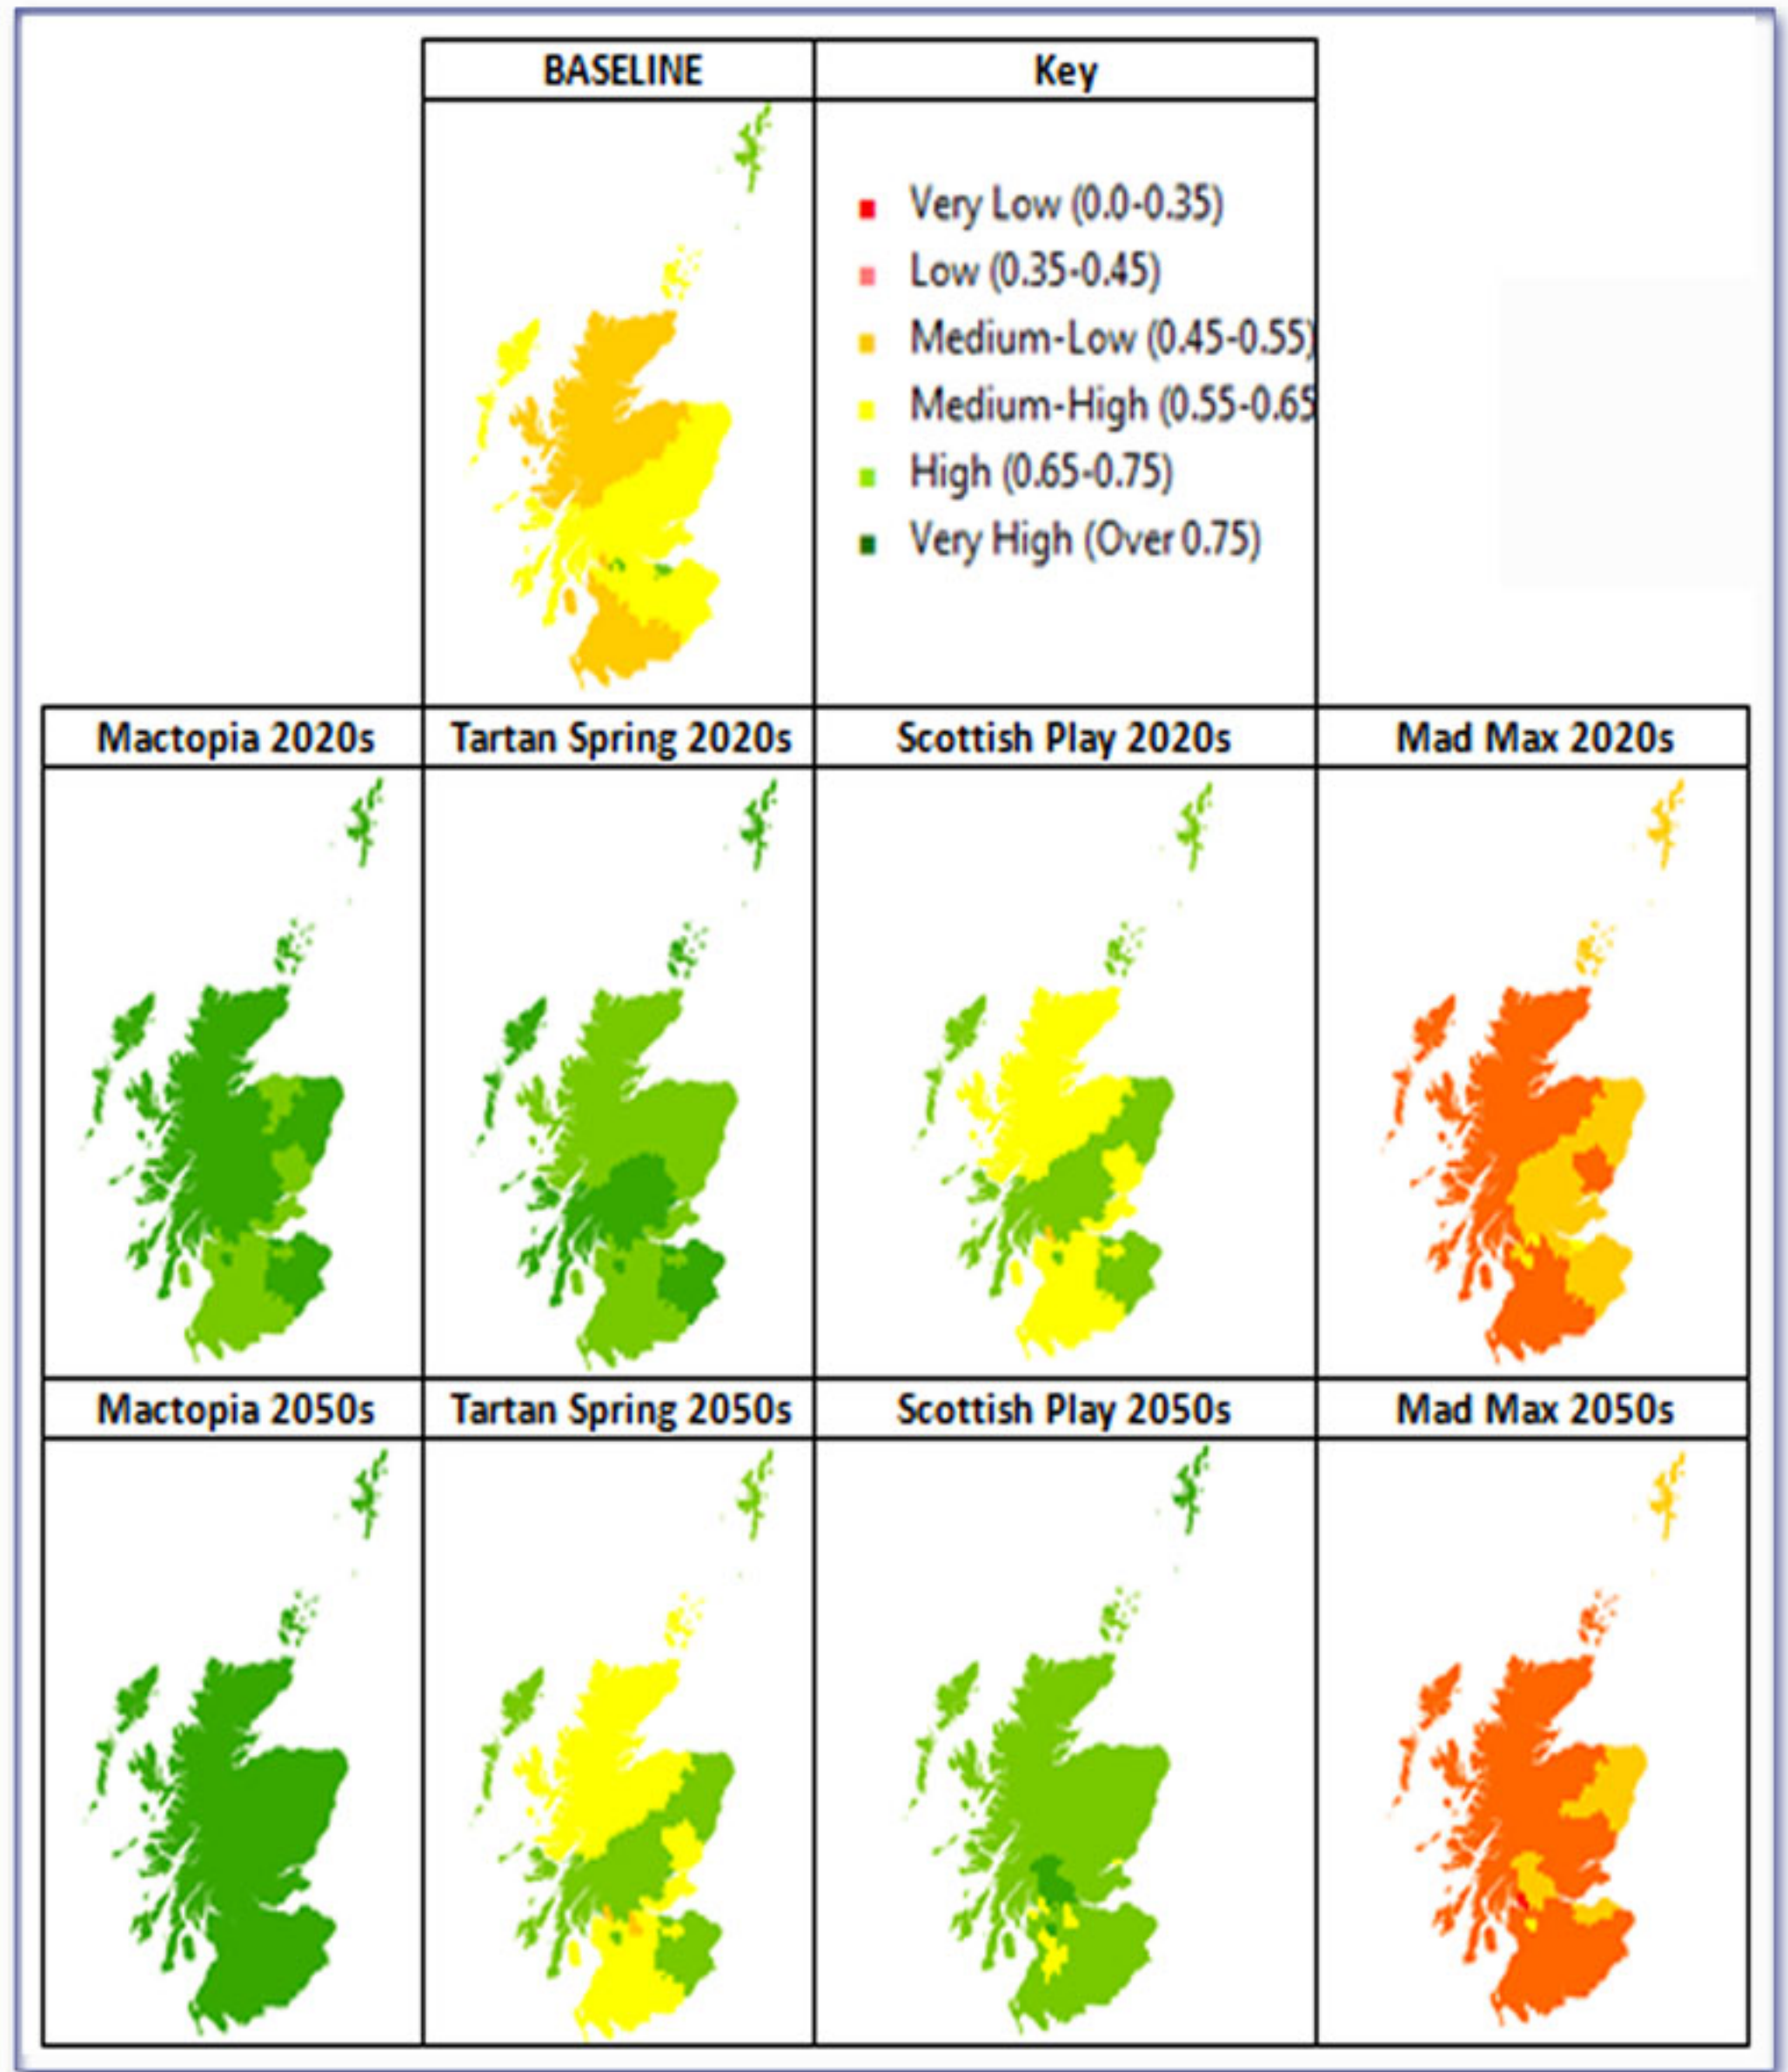 BASELINE
Key
Very Low (0.0-0.35)
Low (0.35-0.45)
Medium-Low (0.45-0.55)
Medium-High (0.55-0.65
High (0.65-0.75)
Very High (Over 0.75)
Mactopia 2020s
Tartan Spring 2020s
Scottish Play 2020s
Mad Max 2020s
Mactopia 2050s
Tartan Spring 2050s
Scottish Play 2050s
Mad Max 2050s